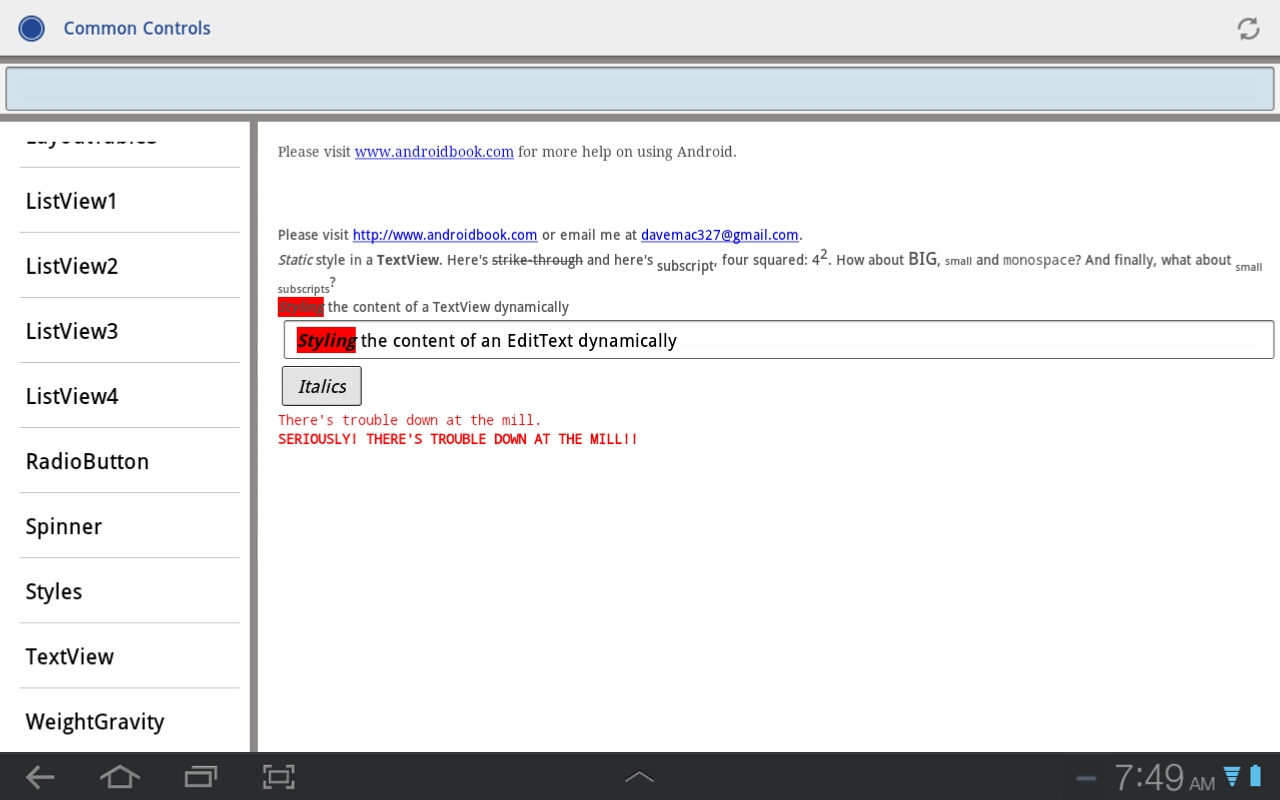 Common Controls
ListView1
ListView2
ListView3
ListView4
RadioButton
Spinner
Styles
TextView
WeightGravity
Please visit www.androidbook.com for more help on using Android.
Please visit http://www.androidbook.com or email me at davemac327@gmail.com.
Static style in a TextView. Here's strike-through and here's subscript, four squared: 4². How about BIG, small and monospace? And finally, what about small
subscripts?
Styling the content of a TextView dynamically
Styling the content of an EditText dynamically
Italics
There's trouble down at the mill.
SERIOUSLY! THERE'S TROUBLE DOWN AT THE MILL!!
7:49 AM